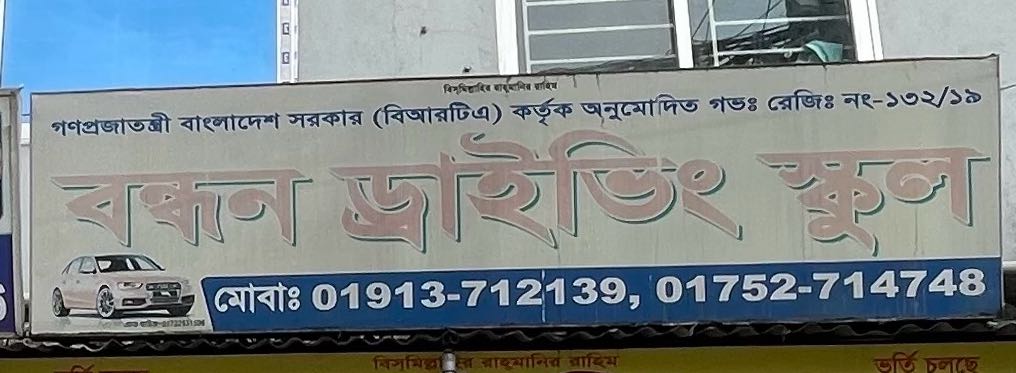 বিসমিল্লাহির রাহমানির রাহিম
গণপ্রজাতন্ত্রী বাংলাদেশ সরকার (বিআরটিএ) কর্তৃক অনুমোদিত গভঃ রেজিঃ নং-১৩২/১৯
বন্ধন ড্রাইভিং স্কুল
মোবাঃ 01913-712139, 01752-714748
বিসমিল্লাহির রাহমানির রাহিম
ভর্তি চলছে